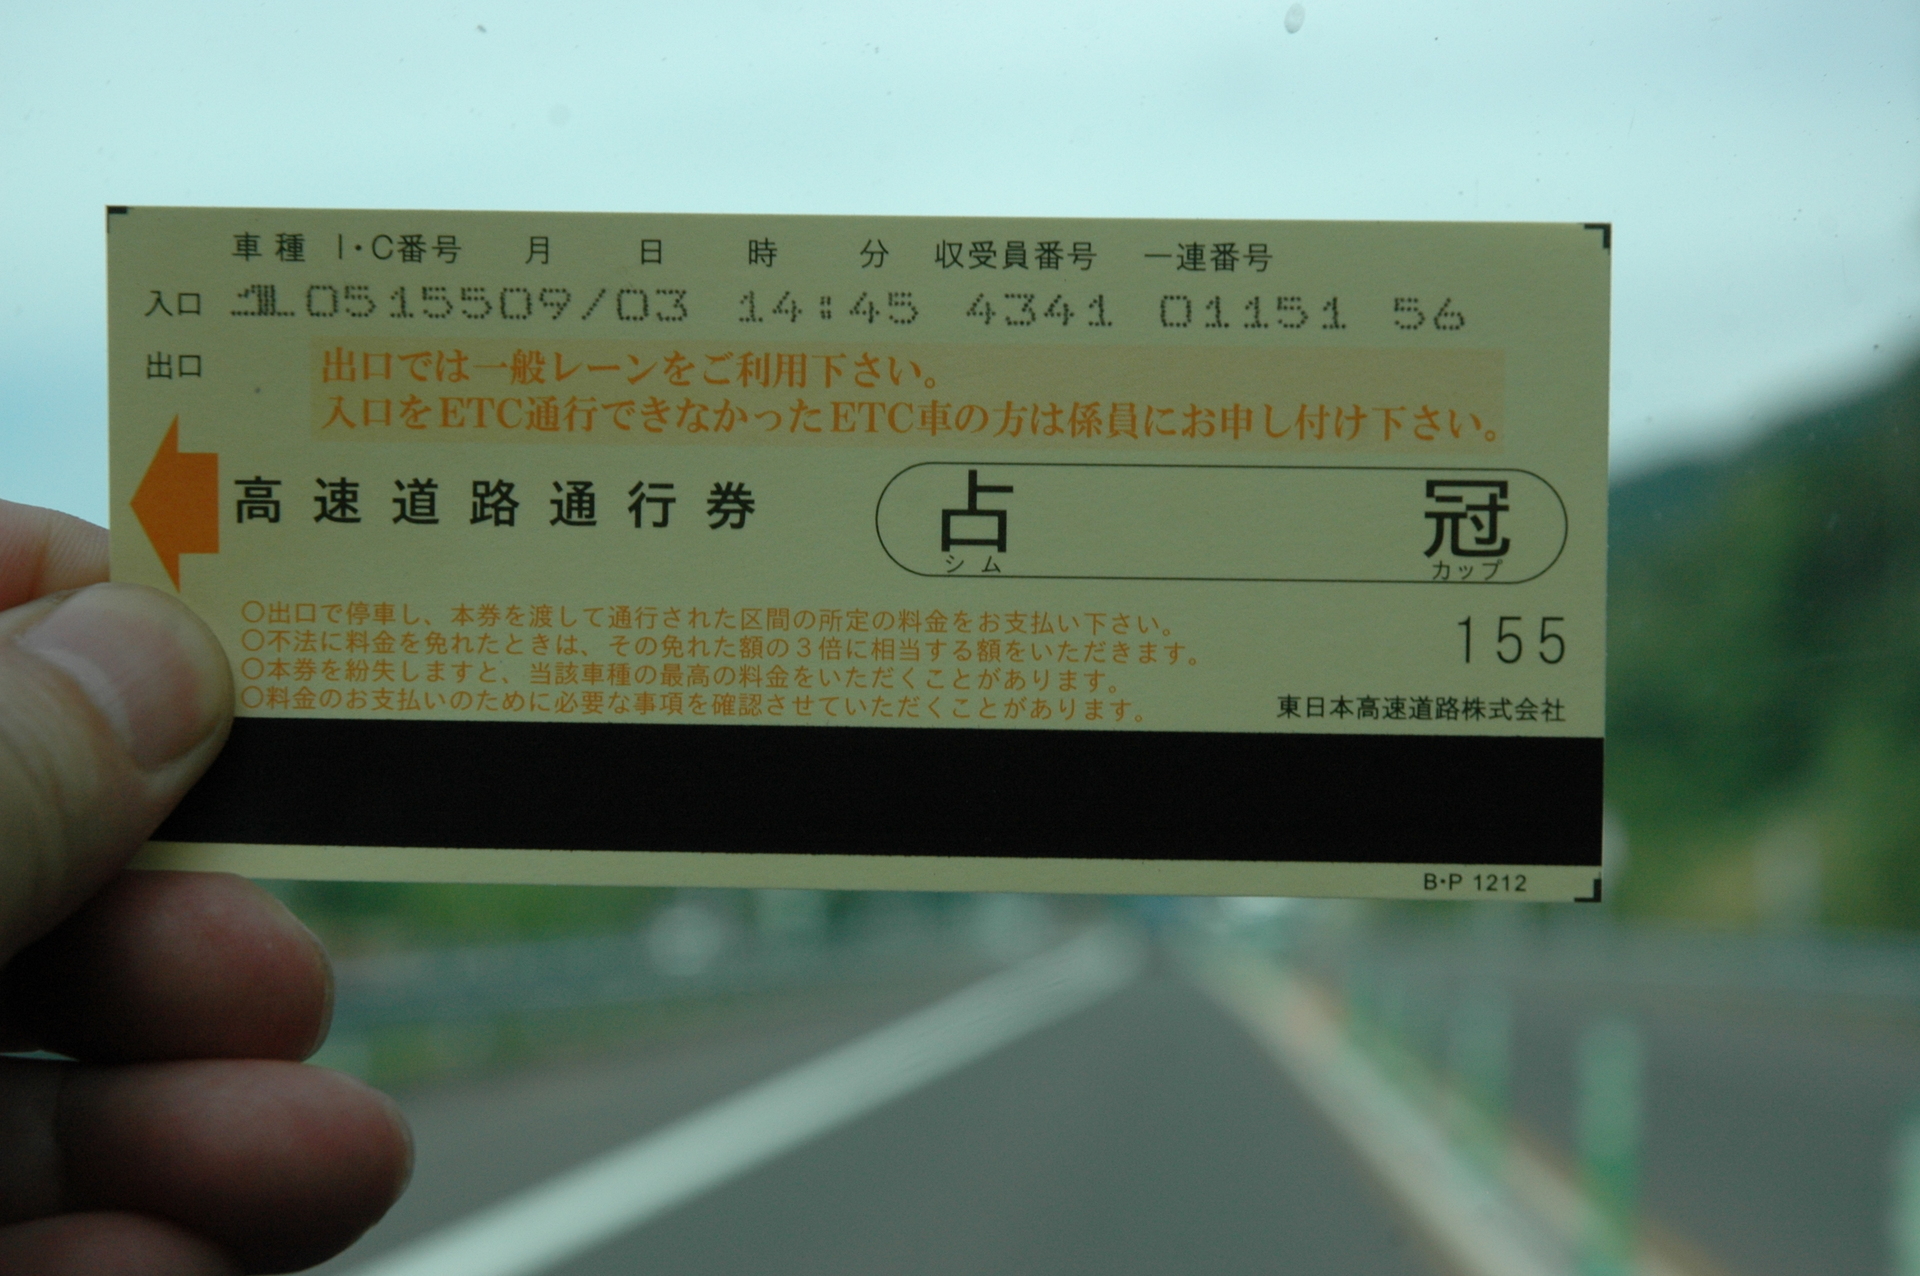 車種 I・C番号 月 日 時 分 収受員番号 一連番号
入口 0515509/03 14:45 4341 01151 56
出口 出口では一般レーンをご利用下さい。
入口をETC通行できなかったETC車の方は係員にお申し付け下さい。
高速道路通行券 占冠
シム カップ
○出口で停車し、本券を渡して通行された区間の所定の料金をお支払い下さい。
○不法に料金を免れたときは、その免れた額の3倍に相当する額をいただきます。
155
○本券を紛失しますと、当該車種の最高の料金をいただくことがあります。
○料金のお支払いのために必要な事項を確認させていただくことがあります。
東日本高速道路株式会社
B・P 1212